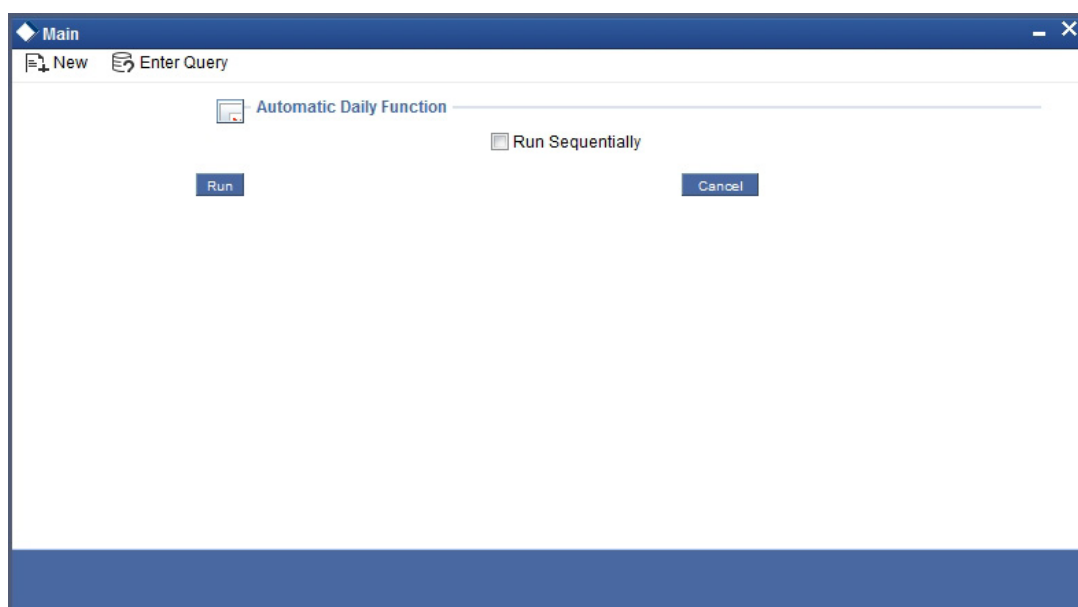 Main
New Enter Query
Automatic Daily Function
Run Sequentially
Run Cancel